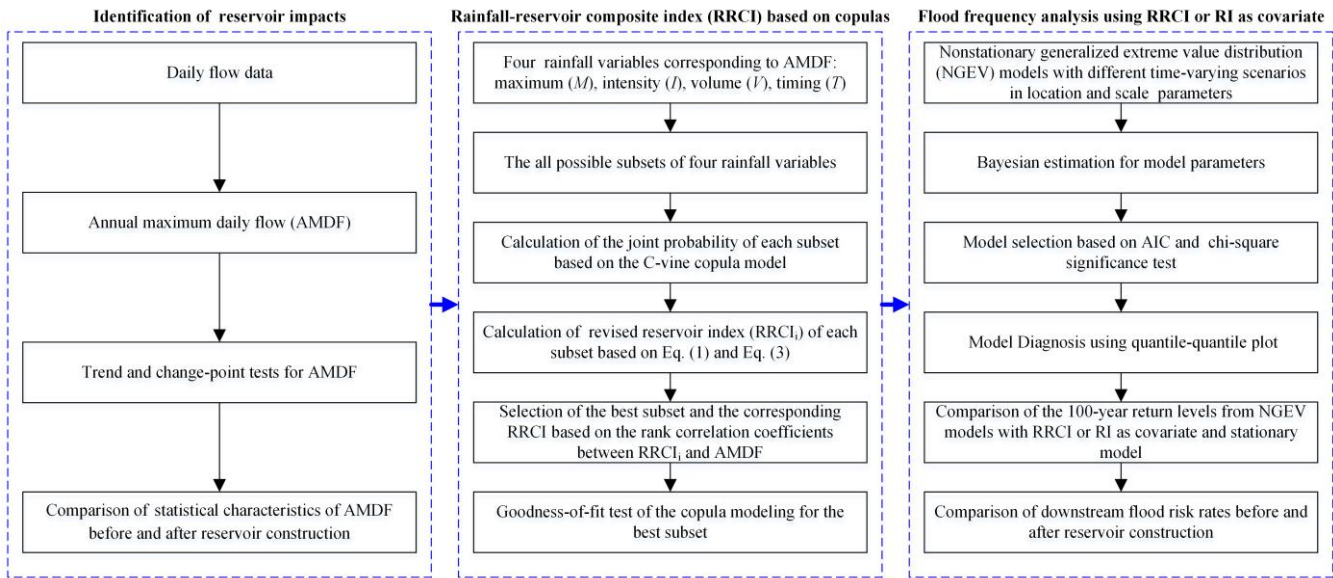 Identification of reservoir impacts
Daily flow data
Annual maximum daily flow (AMDF)
Trend and change-point tests for AMDF
Comparison of statistical characteristics of AMDF
before and after reservoir construction
Rainfall-reservoir composite index (RRCI) based on copulas
Four rainfall variables corresponding to AMDF:
maximum (M), intensity (I), volume (V), timing (T)
The all possible subsets of four rainfall variables
Calculation of the joint probability of each subset
based on the C-vine copula model
Calculation of revised reservoir index (RRCIi) of each
subset based on Eq. (1) and Eq. (3)
Selection of the best subset and the corresponding
RRCI based on the rank correlation coefficients
between RRCIi and AMDF
Goodness-of-fit test of the copula modeling for the
best subset
Flood frequency analysis using RRCI or RI as covariate
Nonstationary generalized extreme value distribution
(NGEV) models with different time-varying scenarios
in location and scale parameters
Bayesian estimation for model parameters
Model selection based on AIC and chi-square
significance test
Model Diagnosis using quantile-quantile plot
Comparison of the 100-year return levels from NGEV
models with RRCI or RI as covariate and stationary
model
Comparison of downstream flood risk rates before and
after reservoir construction